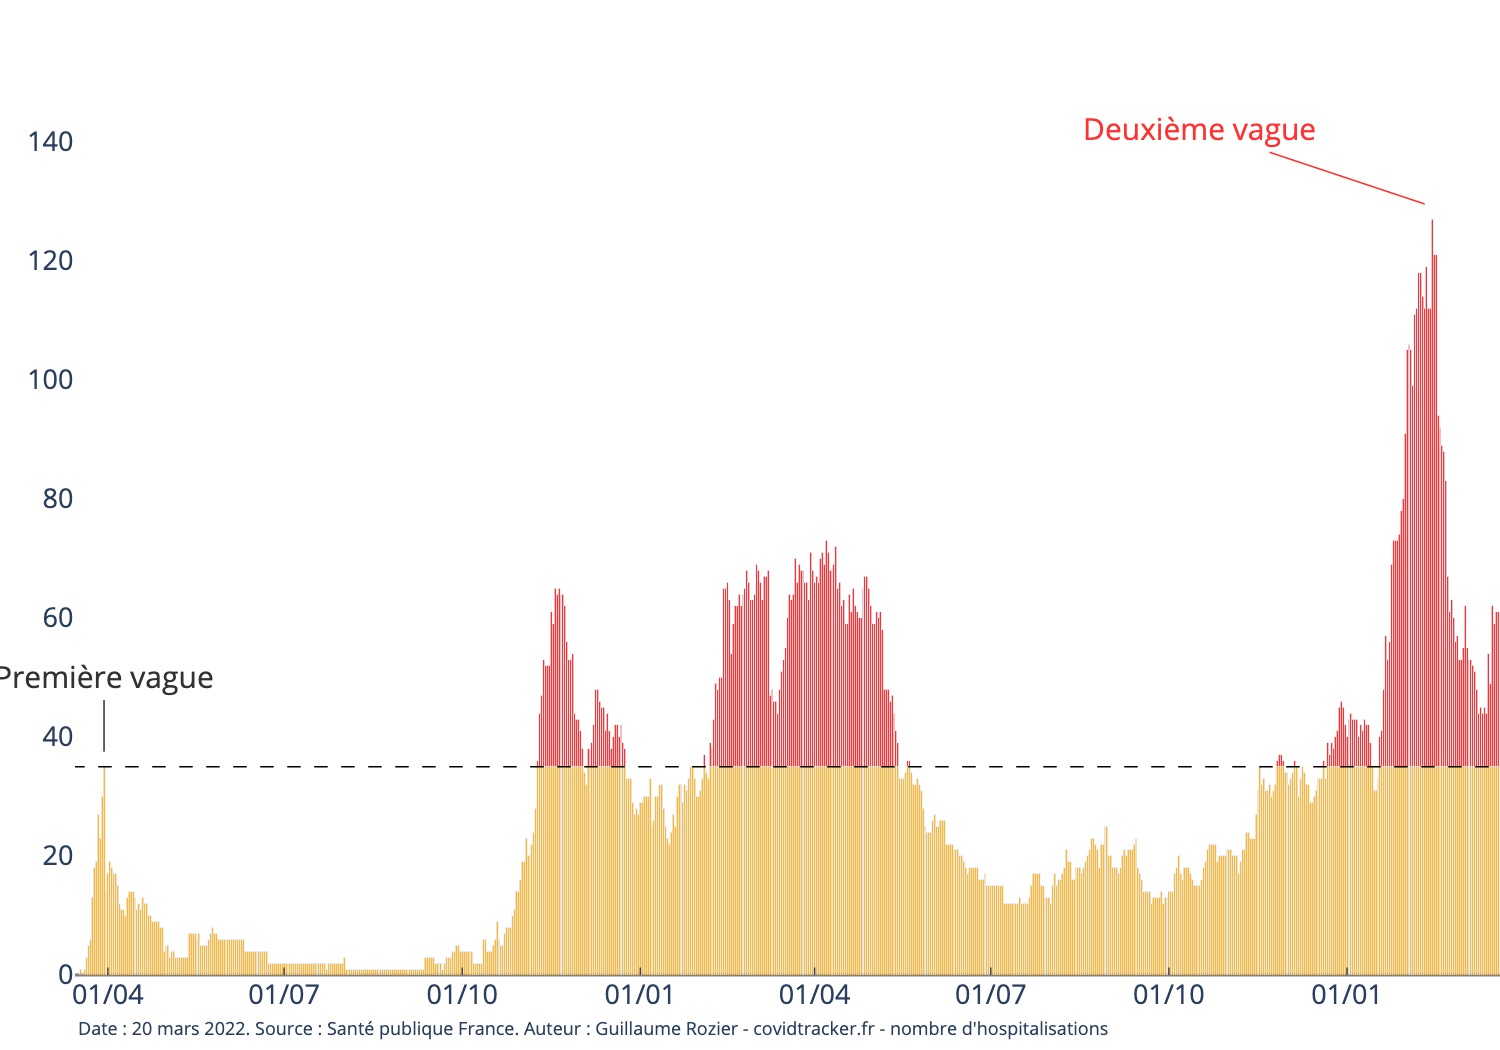 140
Deuxième vague
120
100
80
60
Première vague
40
20
0
01/04 01/07 01/10 01/01 01/04 01/07 01/10 01/01
Date : 20 mars 2022. Source : Santé publique France. Auteur : Guillaume Rozier - covidtracker.fr - nombre d'hospitalisations